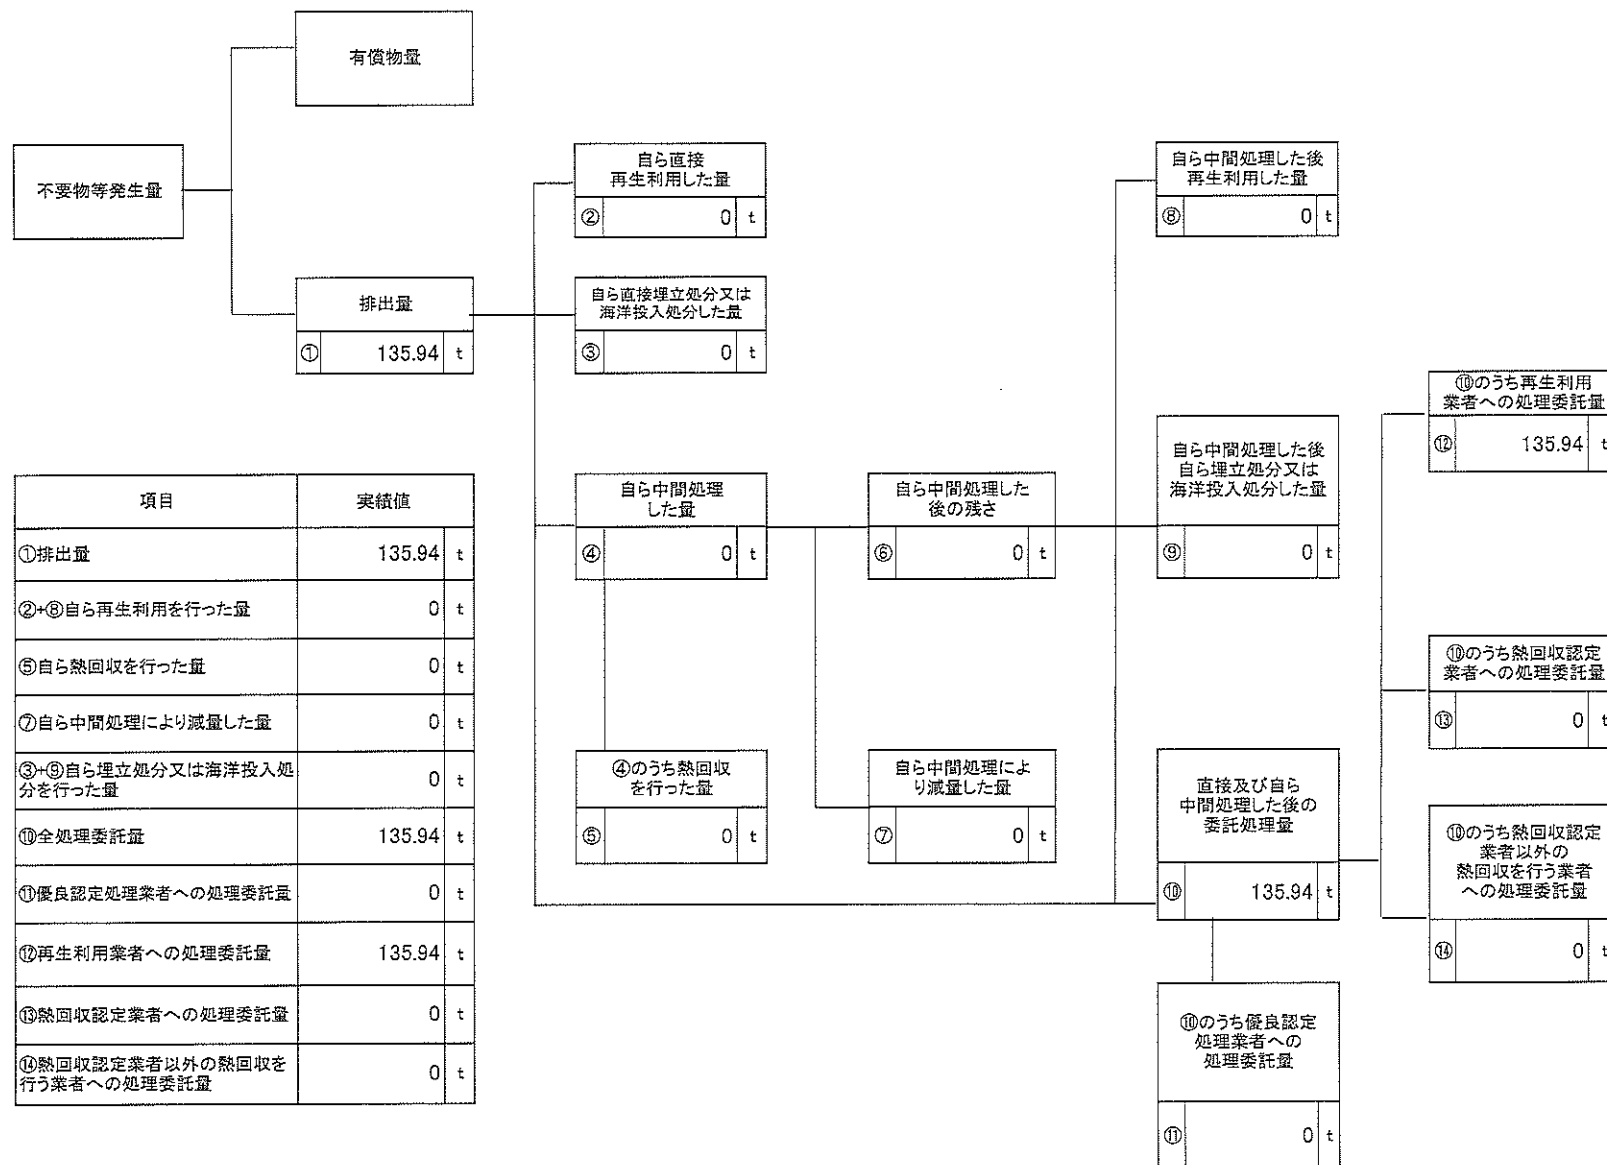 有償物量
不要物等発生量
排出量
① 135.94 t
自ら直接
再生利用した量
② 0 t
自ら直接埋立処分又は
海洋投入処分した量
③ 0 t
自ら中間処理
した量
④ 0 t
④のうち熱回収
を行った量
⑤ 0 t
自ら中間処理した
後の残さ
⑥ 0 t
自ら中間処理によ
り減量した量
⑦ 0 t
自ら中間処理した後
再生利用した量
⑧ 0 t
自ら中間処理した後
自ら埋立処分又は
海洋投入処分した量
⑨ 0 t
直接及び自ら
中間処理した後の
委託処理量
⑩ 135.94 t
⑩のうち優良認定
処理業者への
処理委託量
⑪ 0 t
⑩のうち再生利用
業者への処理委託量
⑫ 135.94 t
⑩のうち熱回収認定
業者への処理委託量
⑬ 0 t
⑩のうち熱回収認定
業者以外の
熱回収を行う業者
への処理委託量
⑭ 0 t
項目 実績値
①排出量 135.94 t
②+⑧自ら再生利用を行った量 0 t
⑤自ら熱回収を行った量 0 t
⑦自ら中間処理により減量した量 0 t
③+⑨自ら埋立処分又は海洋投入処
分を行った量 0 t
⑩全処理委託量 135.94 t
⑪優良認定処理業者への処理委託量 0 t
⑫再生利用業者への処理委託量 135.94 t
⑬熱回収認定業者への処理委託量 0 t
⑭熱回収認定業者以外の熱回収を
行う業者への処理委託量 0 t